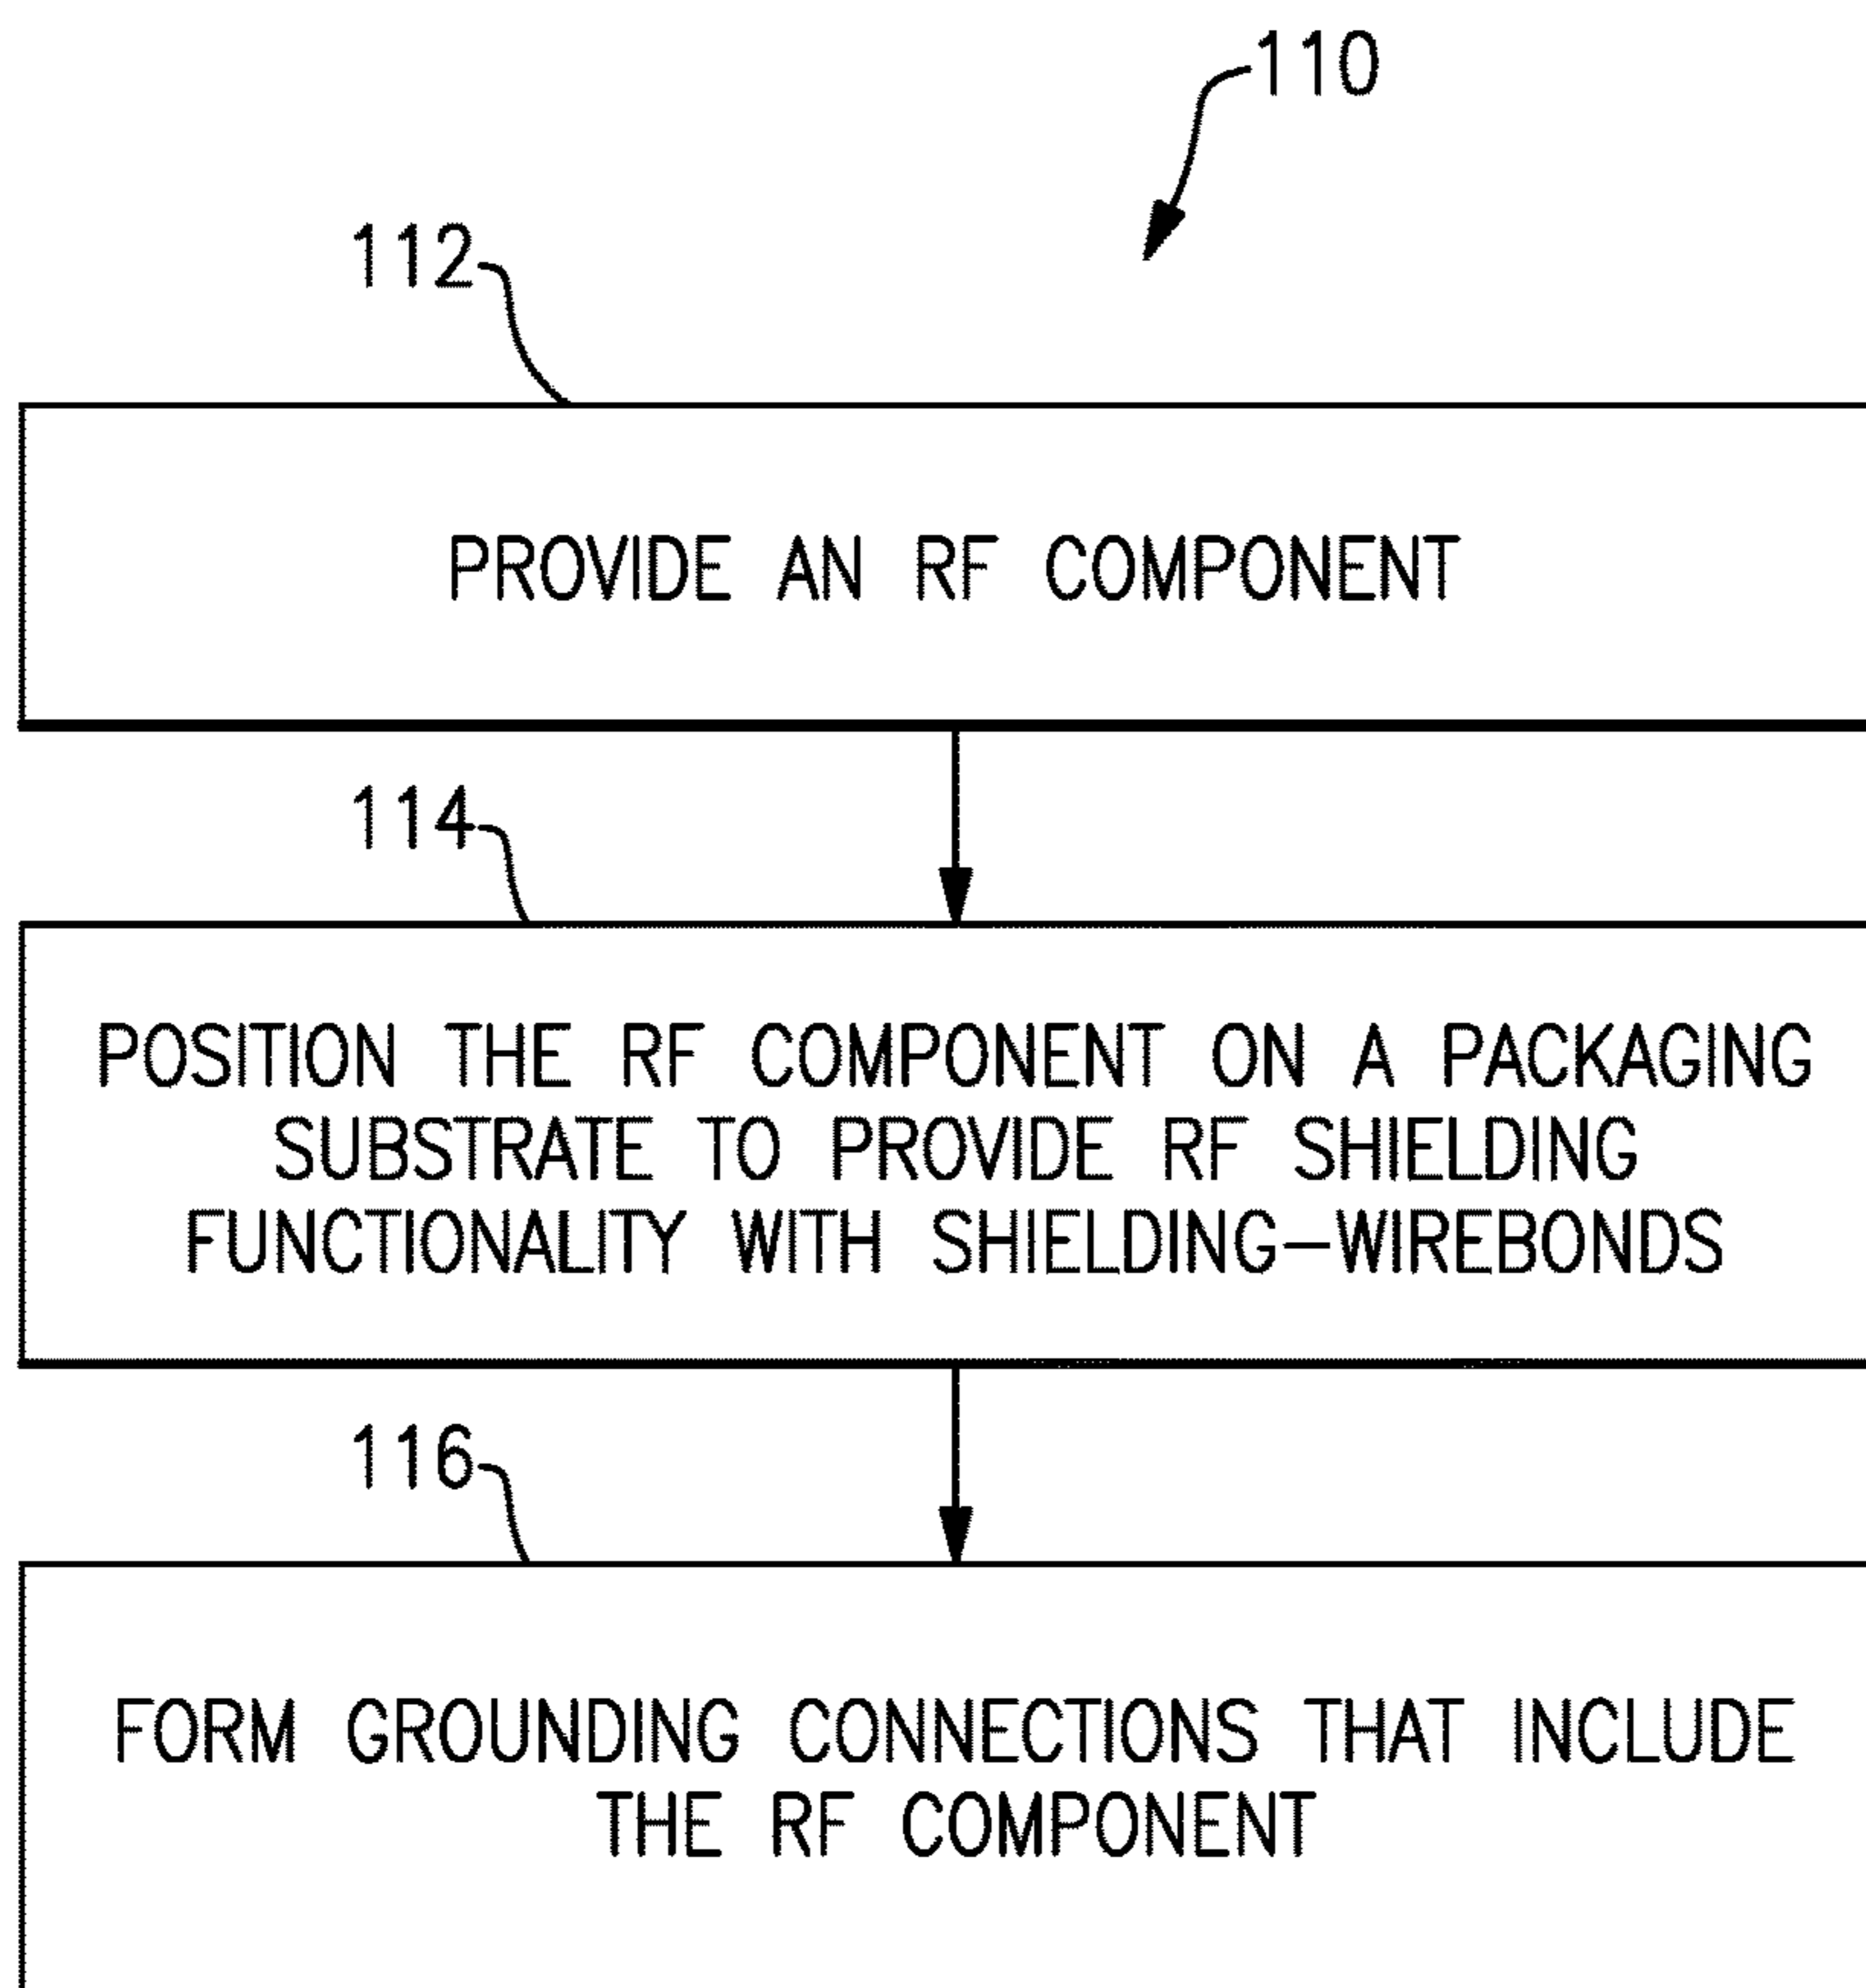 110
112
PROVIDE AN RF COMPONENT
114
POSITION THE RF COMPONENT ON A PACKAGING
SUBSTRATE TO PROVIDE RF SHIELDING
FUNCTIONALITY WITH SHIELDING-WIREBONDS
116
FORM GROUNDING CONNECTIONS THAT INCLUDE
THE RF COMPONENT